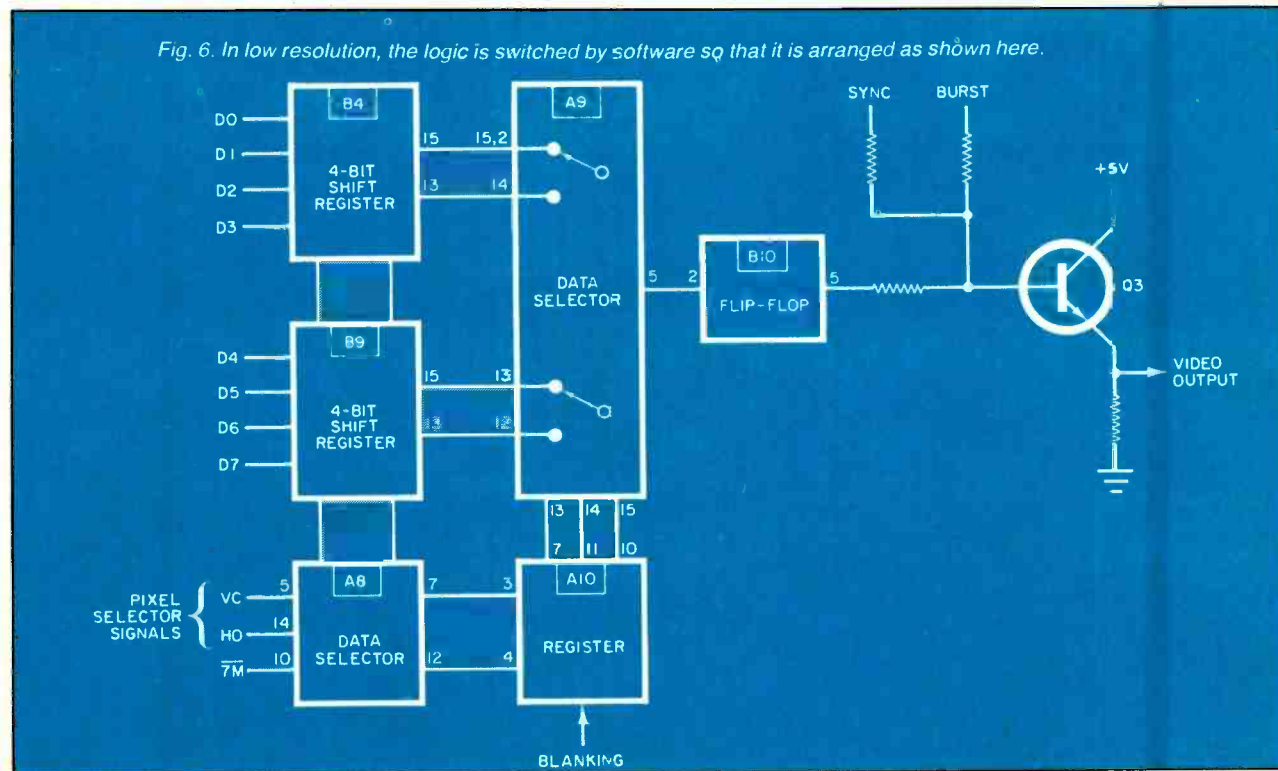 Fig. 6. In low resolution, the logic is switched by software so that it is arranged as shown here.
B4
D0
D1
D2
D3
4-BIT
SHIFT
REGISTER
15 15,2
13 14
A9
DATA
SELECTOR
5 2
B10
FLIP-FLOP
5
SYNC
BURST
+5V
Q3
VIDEO
OUTPUT
B9
D4
D5
D6
D7
4-BIT
SHIFT
REGISTER
15 13
13 14 15
7 11 10
A8
PIXEL
SELECTOR
SIGNALS
VC
HO
7M
5
14
10
DATA
SELECTOR
7 3
12 4
A10
REGISTER
BLANKING